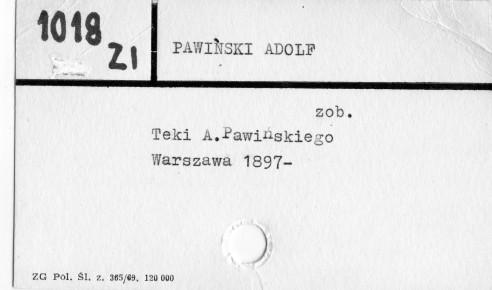 1018
ZI
PAWIŃSKI ADOLF
zob.
Teki A.Pawińskiego
Warszawa 1897-
ZG Pol. Śl. z. 365/69. 120 000